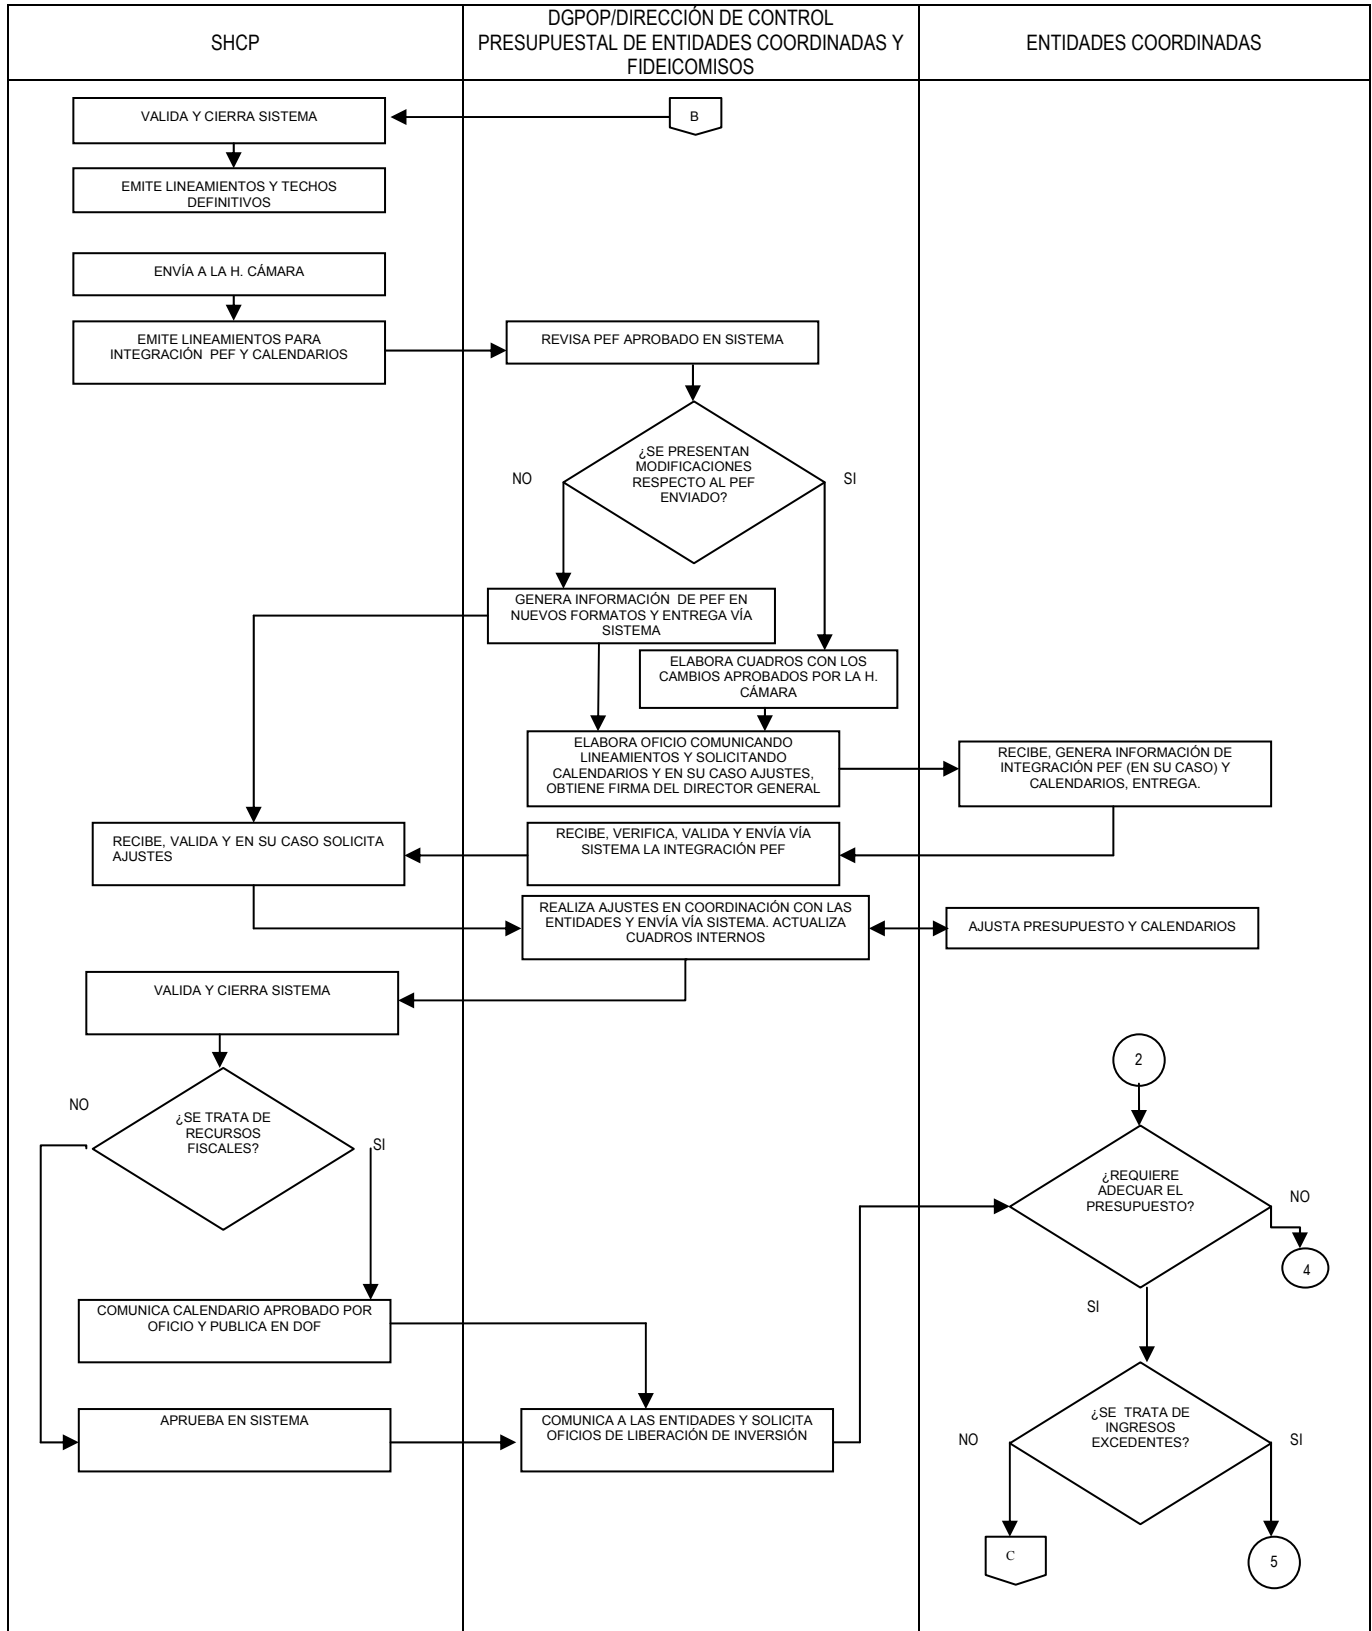 SHCP
DGPOP/DIRECCIÓN DE CONTROL
PRESUPUESTAL DE ENTIDADES COORDINADAS Y
FIDEICOMISOS
ENTIDADES COORDINADAS
VALIDA Y CIERRA SISTEMA
B
EMITE LINEAMIENTOS Y TECHOS
DEFINITIVOS
ENVÍA A LA H. CÁMARA
EMITE LINEAMIENTOS PARA
INTEGRACIÓN PEF Y CALENDARIOS
REVISA PEF APROBADO EN SISTEMA
¿SE PRESENTAN
MODIFICACIONES
RESPECTO AL PEF
ENVIADO?
NO
SI
GENERA INFORMACIÓN DE PEF EN
NUEVOS FORMATOS Y ENTREGA VÍA
SISTEMA
ELABORA CUADROS CON LOS
CAMBIOS APROBADOS POR LA H.
CÁMARA
ELABORA OFICIO COMUNICANDO
LINEAMIENTOS Y SOLICITANDO
CALENDARIOS Y EN SU CASO AJUSTES,
OBTIENE FIRMA DEL DIRECTOR GENERAL
RECIBE, GENERA INFORMACIÓN DE
INTEGRACIÓN PEF (EN SU CASO) Y
CALENDARIOS, ENTREGA.
RECIBE, VALIDA Y EN SU CASO SOLICITA
AJUSTES
RECIBE, VERIFICA, VALIDA Y ENVÍA VÍA
SISTEMA LA INTEGRACIÓN PEF
REALIZA AJUSTES EN COORDINACIÓN CON LAS
ENTIDADES Y ENVÍA VÍA SISTEMA. ACTUALIZA
CUADROS INTERNOS
AJUSTA PRESUPUESTO Y CALENDARIOS
VALIDA Y CIERRA SISTEMA
2
NO
¿SE TRATA DE
RECURSOS
FISCALES?
SI
¿REQUIERE
ADECUAR EL
PRESUPUESTO?
NO
4
SI
COMUNICA CALENDARIO APROBADO POR
OFICIO Y PUBLICA EN DOF
APRUEBA EN SISTEMA
COMUNICA A LAS ENTIDADES Y SOLICITA
OFICIOS DE LIBERACIÓN DE INVERSIÓN
¿SE TRATA DE
INGRESOS
EXCEDENTES?
NO
SI
C
5